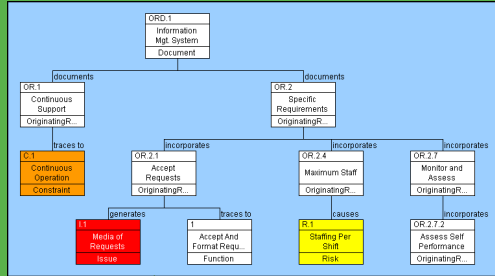 ORD.1
Information
Mgt. System
Document
documents
documents
OR.1
Continuous
Support
OriginatingR...
OR.2
Specific
Requirements
OriginatingR...
traces to
incorporates
incorporates
incorporates
C.1
Continuous
Operation
Constraint
OR.2.1
Accept
Requests
OriginatingR...
OR.2.4
Maximum Staff
OriginatingR...
OR.2.7
Monitor and
Assess
OriginatingR...
generates
traces to
causes
incorporates
I.1
Media of
Requests
Issue
1
Accept And
Format Requ...
Function
R.1
Staffing Per
Shift
Risk
OR.2.7.2
Assess Self
Performance
OriginatingR...